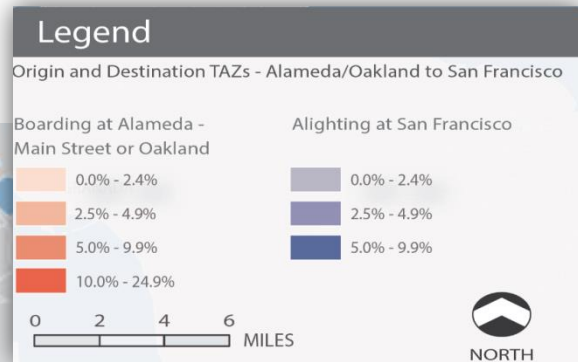 Legend
Origin and Destination TAZs - Alameda/Oakland to San Francisco
Boarding at Alameda -
Main Street or Oakland
0.0% - 2.4%
2.5% - 4.9%
5.0% - 9.9%
10.0% - 24.9%
Alighting at San Francisco
0.0% - 2.4%
2.5% - 4.9%
5.0% - 9.9%
0 2 4 6
MILES
NORTH